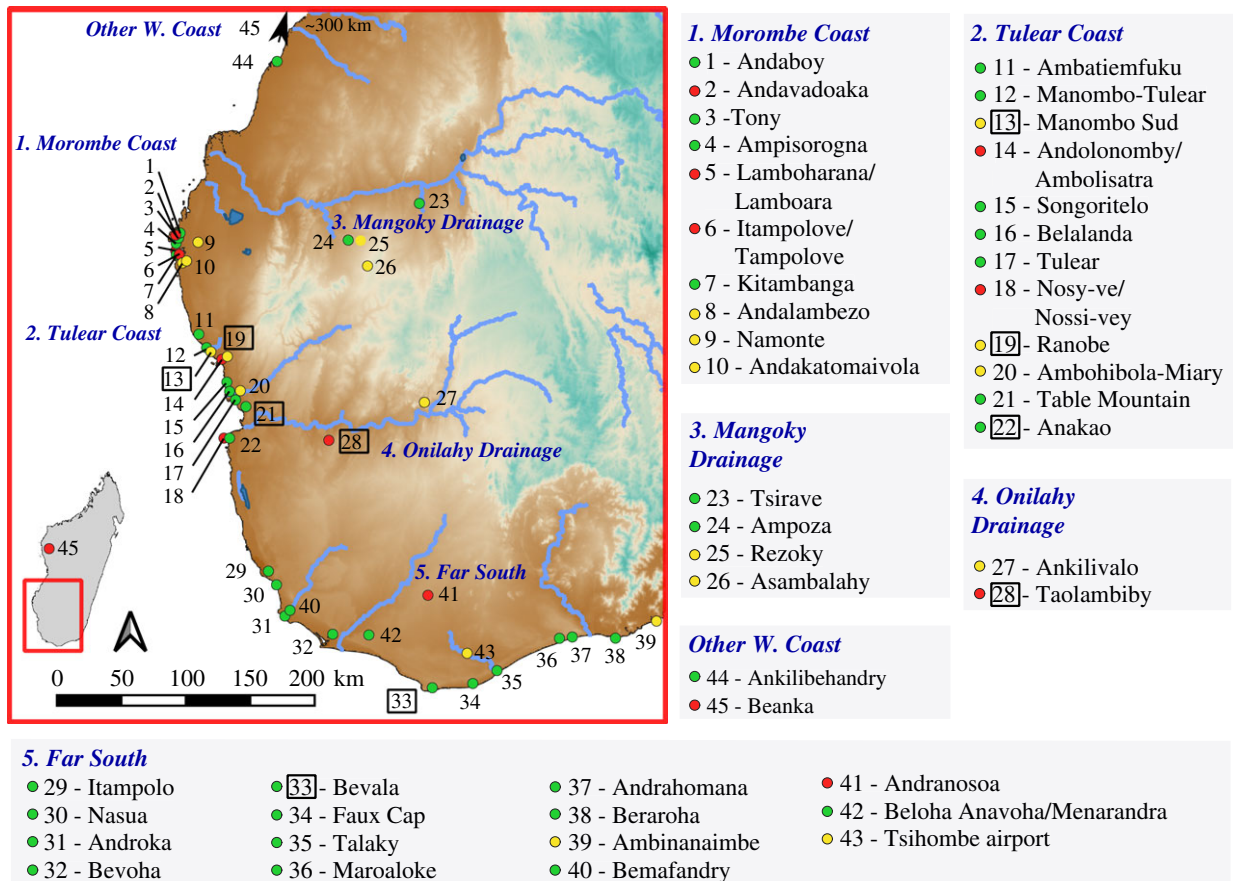 Other W. Coast
45
~300 km
44
1. Morombe Coast
1
2
3
4
5
6
7
8
9
10
23
3. Mangoky Drainage
24
25
26
2. Tulear Coast
11
12
13
14
15
16
17
18
19
20
21
22
27
28
4. Onilahy Drainage
45
29
30
31
40
5. Far South
41
32
42
43
33
34
35
36
37
38
39
0 50 100 150 200 km
1. Morombe Coast
1 - Andaboy
2 - Andavadoaka
3 -Tony
4 - Ampisorogna
5 - Lamboharana/
Lamboara
6 - Itampolove/
Tampolove
7 - Kitambanga
8 - Andalambezo
9 - Namonte
10 - Andakatomaivola
2. Tulear Coast
11 - Ambatiemfuku
12 - Manombo-Tulear
13 - Manombo Sud
14 - Andolonomby/
Ambolisatra
15 - Songoritelo
16 - Belalanda
17 - Tulear
18 - Nosy-ve/
Nossi-vey
19 - Ranobe
20 - Ambohibola-Miary
21 - Table Mountain
22 - Anakao
3. Mangoky
Drainage
23 - Tsirave
24 - Ampoza
25 - Rezoky
26 - Asambalahy
4. Onilahy
Drainage
27 - Ankilivalo
28 - Taolambiby
Other W. Coast
44 - Ankilibehandry
45 - Beanka
5. Far South
29 - Itampolo
30 - Nasua
31 - Androka
32 - Bevoha
33 - Bevala
34 - Faux Cap
35 - Talaky
36 - Maroaloke
37 - Andrahomana
38 - Beraroha
39 - Ambinanaimbe
40 - Bemafandry
41 - Andranosoa
42 - Beloha Anavoha/Menarandra
43 - Tsihombe airport